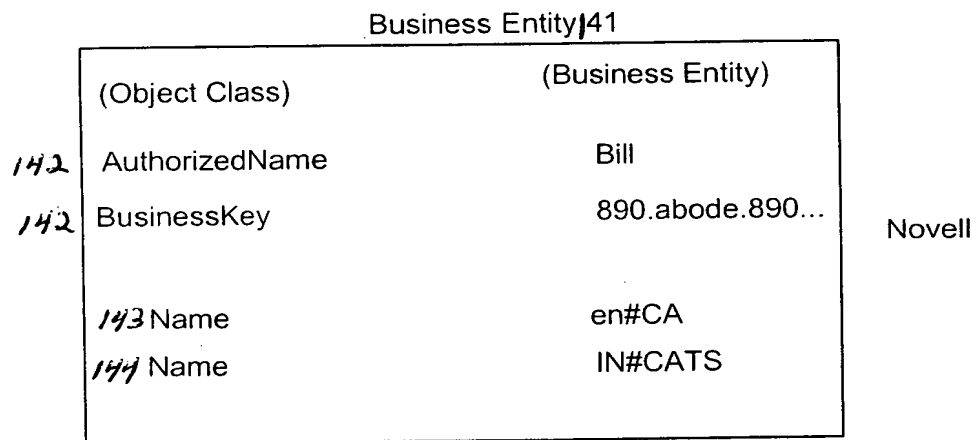 Business Entity 141
(Object Class) (Business Entity)
142 AuthorizedName Bill
142 BusinessKey 890.abode.890...
Novell
143 Name en#CA
144 Name IN#CATS